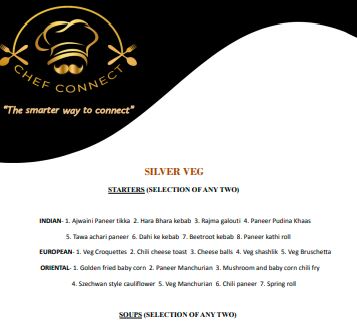 CHEF CONNECT
"The smarter way to connect"
SILVER VEG
STARTERS (SELECTION OF ANY TWO)
INDIAN- 1. Ajwaini Paneer tikka 2. Hara Bhara kebab 3. Rajma galouti 4. Paneer Pudina Khaas
5. Tawa achari paneer 6. Dahi ke kebab 7. Beetroot kebab 8. Paneer kathi roll
EUROPEAN- 1. Veg Croquettes 2. Chili cheese toast 3. Cheese balls 4. Veg shashlik 5. Veg Bruschetta
ORIENTAL- 1. Golden fried baby corn 2. Paneer Manchurian 3. Mushroom and baby corn chili fry
4. Szechwan style cauliflower 5. Veg Manchurian 6. Chili paneer 7. Spring roll
SOUPS (SELECTION OF ANY TWO)